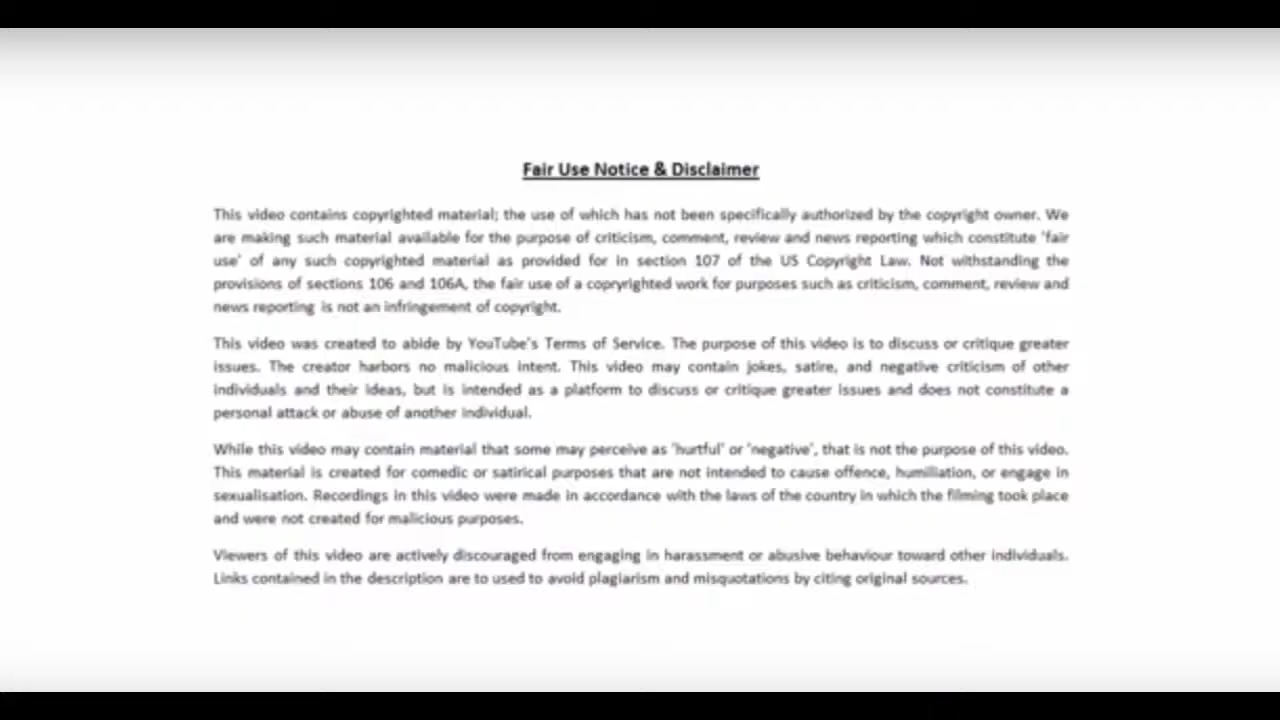 Fair Use Notice & Disclaimer
This video contains copyrighted material; the use of which has not been specifically authorized by the copyright owner. We
are making such material available for the purpose of criticism, comment, review and news reporting which constitute 'fair
use' of any such copyrighted material as provided for in section 107 of the US Copyright Law. Not withstanding the
provisions of sections 106 and 106A, the fair use of a copryrighted work for purposes such as criticism, comment, review and
news reporting is not an infringement of copyright.
This video was created to abide by YouTube's Terms of Service. The purpose of this video is to discuss or critique greater
issues. The creator harbors no malicious intent. This video may contain jokes, satire, and negative criticism of other
individuals and their ideas, but is intended as a platform to discuss or critique greater issues and does not constitute a
personal attack or abuse of another individual.
While this video may contain material that some may perceive as 'hurtful' or 'negative', that is not the purpose of this video.
This material is created for comedic or satirical purposes that are not intended to cause offence, humiliation, or engage in
sexualisation. Recordings in this video were made in accordance with the laws of the country in which the filming took place
and were not created for malicious purposes.
Viewers of this video are actively discouraged from engaging in harassment or abusive behaviour toward other individuals.
Links contained in the description are to used to avoid plagiarism and misquotations by citing original sources.